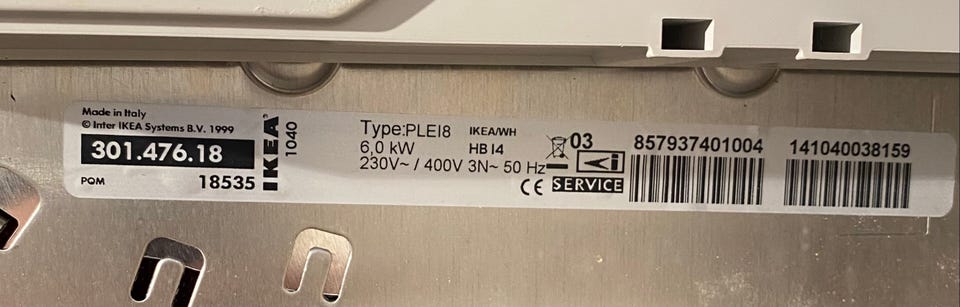 Made in Italy
© Inter IKEA Systems B.V. 1999
301.476.18
PQM 18535
IKEA®
1040
Type:PLEI8 IKEA/WH
6,0 kW HB I4
230V~ / 400V 3N~ 50 Hz
03
CE SERVICE
857937401004
141040038159